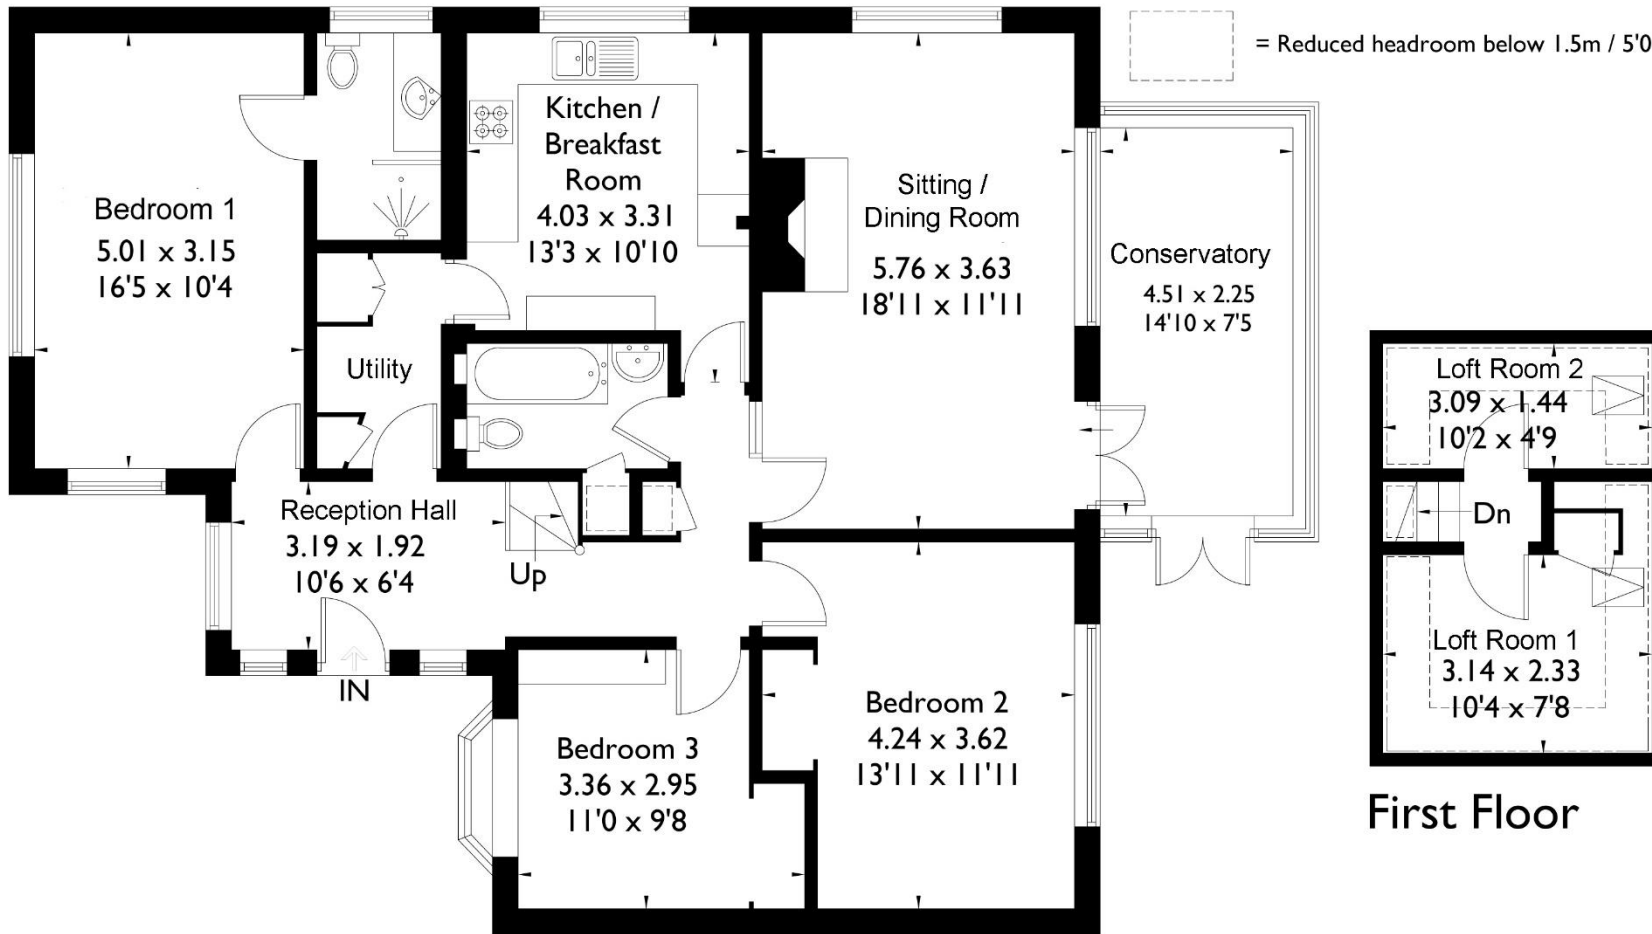 = Reduced headroom below 1.5m / 5'0
Bedroom 1
5.01 x 3.15
16'5 x 10'4
Kitchen /
Breakfast
Room
4.03 x 3.31
13'3 x 10'10
Sitting /
Dining Room
5.76 x 3.63
18'11 x 11'11
Conservatory
4.51 x 2.25
14'10 x 7'5
Utility
Reception Hall
3.19 x 1.92
10'6 x 6'4
Up
IN
Bedroom 3
3.36 x 2.95
11'0 x 9'8
Bedroom 2
4.24 x 3.62
13'11 x 11'11
Loft Room 2
3.09 x 1.44
10'2 x 4'9
Dn
Loft Room 1
3.14 x 2.33
10'4 x 7'8
First Floor